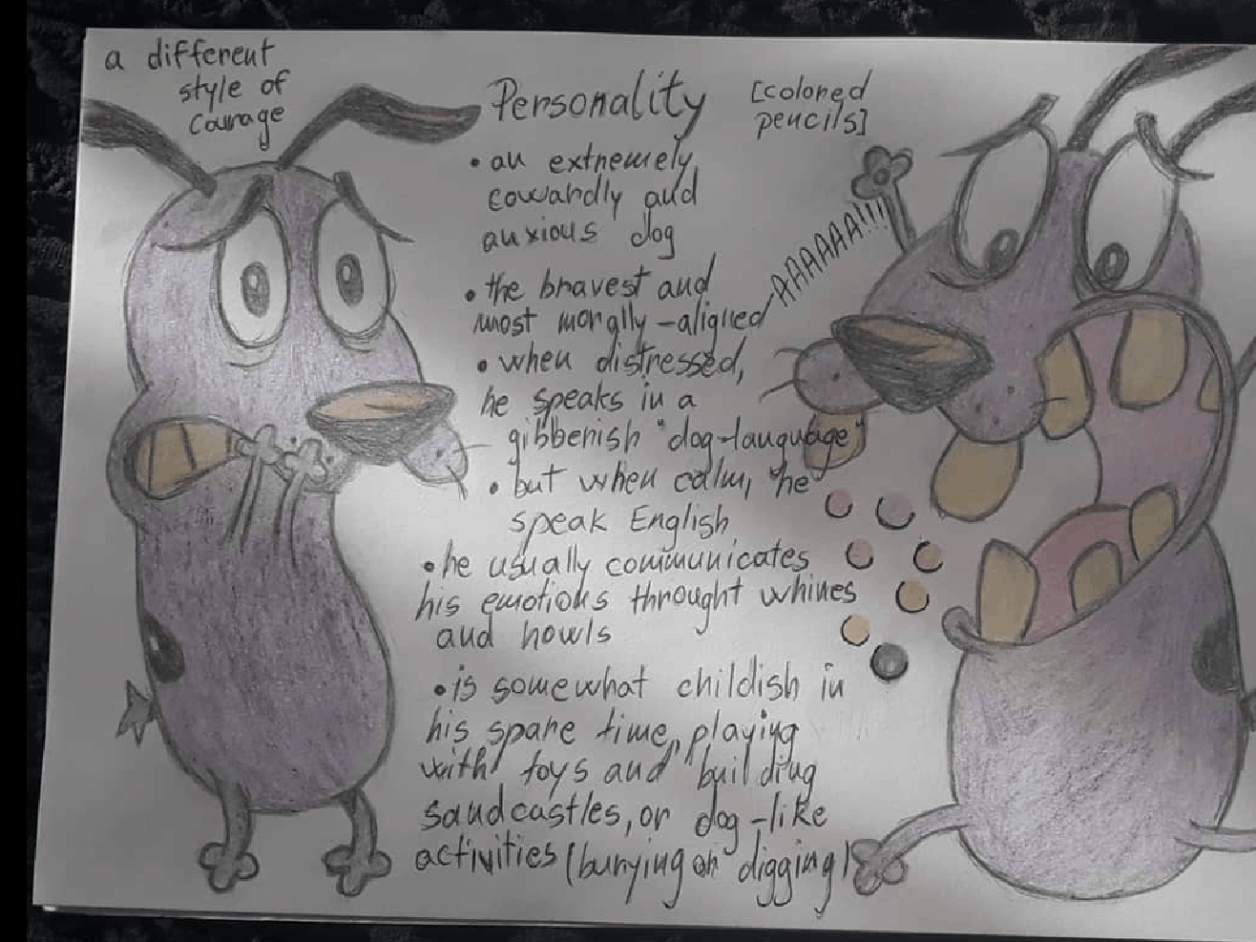 a different
style of
Courage
Personality
[colored
pencils]
• an extremely
cowardly and
anxious dog
• the bravest and
most morally-aligned
AAAAAAA!!!
• when distressed,
he speaks in a
gibberish "dog-language"
• but when calm, he
speak English
• he usually communicates
his emotions throught whines
and howls
• is somewhat childish in
his spare time, playing
with toys and building
sandcastles, or dog-like
activities (burying or digging)